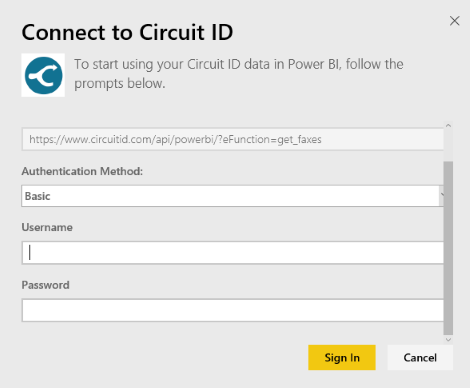 Connect to Circuit ID
To start using your Circuit ID data in Power BI, follow the
prompts below.
https://www.circuitid.com/api/powerbi/?eFunction=get_faxes
Authentication Method:
Basic
Username
Password
Sign In
Cancel